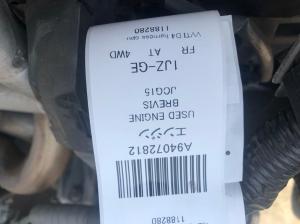 1188280
A94072812
エンジン
USED ENGINE
BREVIS
JCG15
1JZ-GE
FR AT 4WD
VVTI D4 harness cpu
1188280